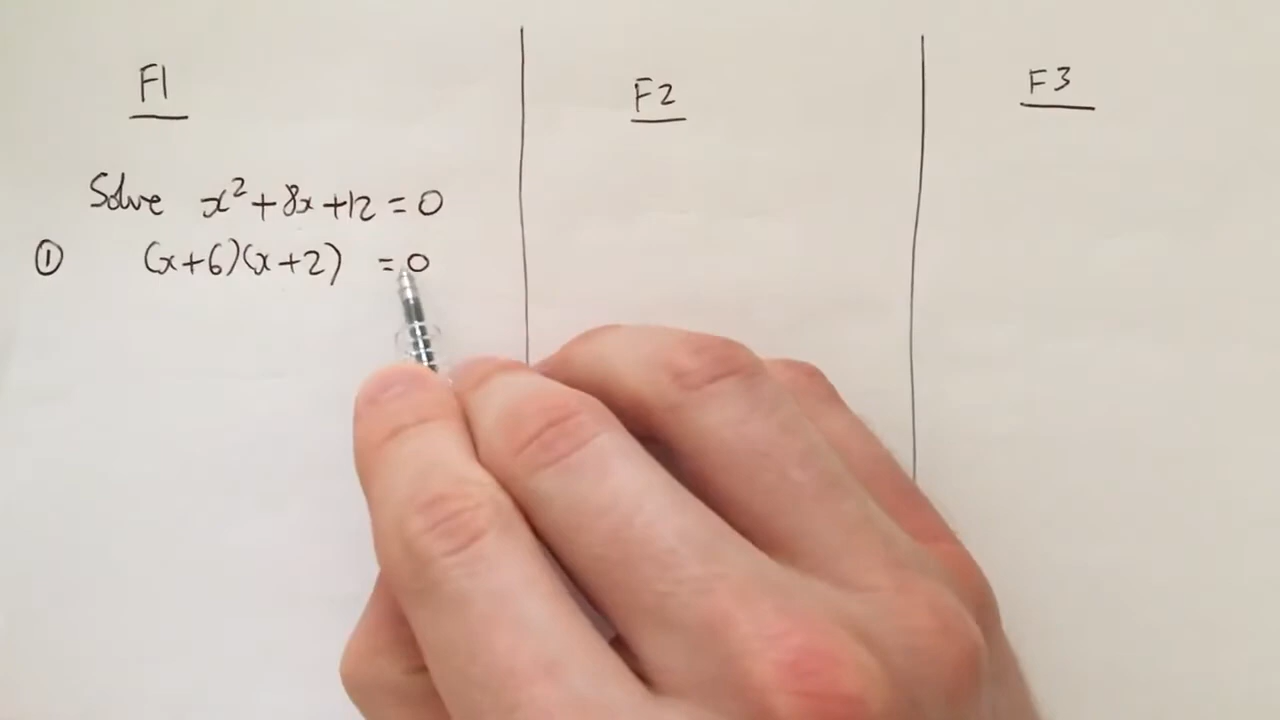 F1
F2
F3
Solve x² + 8x + 12 = 0
① (x+6)(x+2) = 0